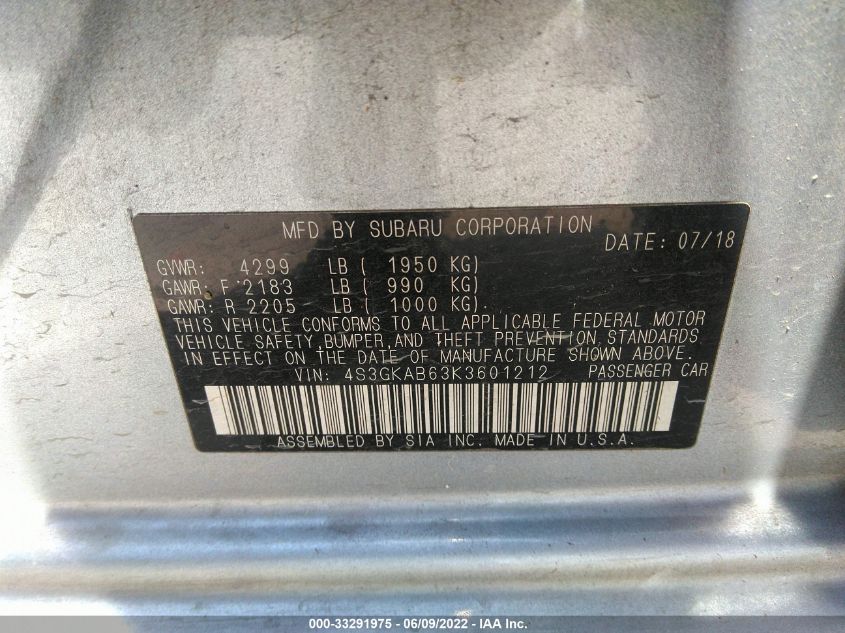 MFD BY SUBARU CORPORATION
DATE: 07/18
GVWR: 4299 LB ( 1950 KG)
GAWR: F 2183 LB ( 990 KG)
GAWR: R 2205 LB ( 1000 KG)
THIS VEHICLE CONFORMS TO ALL APPLICABLE FEDERAL MOTOR
VEHICLE SAFETY, BUMPER, AND THEFT PREVENTION STANDARDS
IN EFFECT ON THE DATE OF MANUFACTURE SHOWN ABOVE.
VIN: 4S3GKAB63K3601212 PASSENGER CAR
ASSEMBLED BY SIA INC. MADE IN U.S.A.
000-33291975 - 06/09/2022 - IAA Inc.